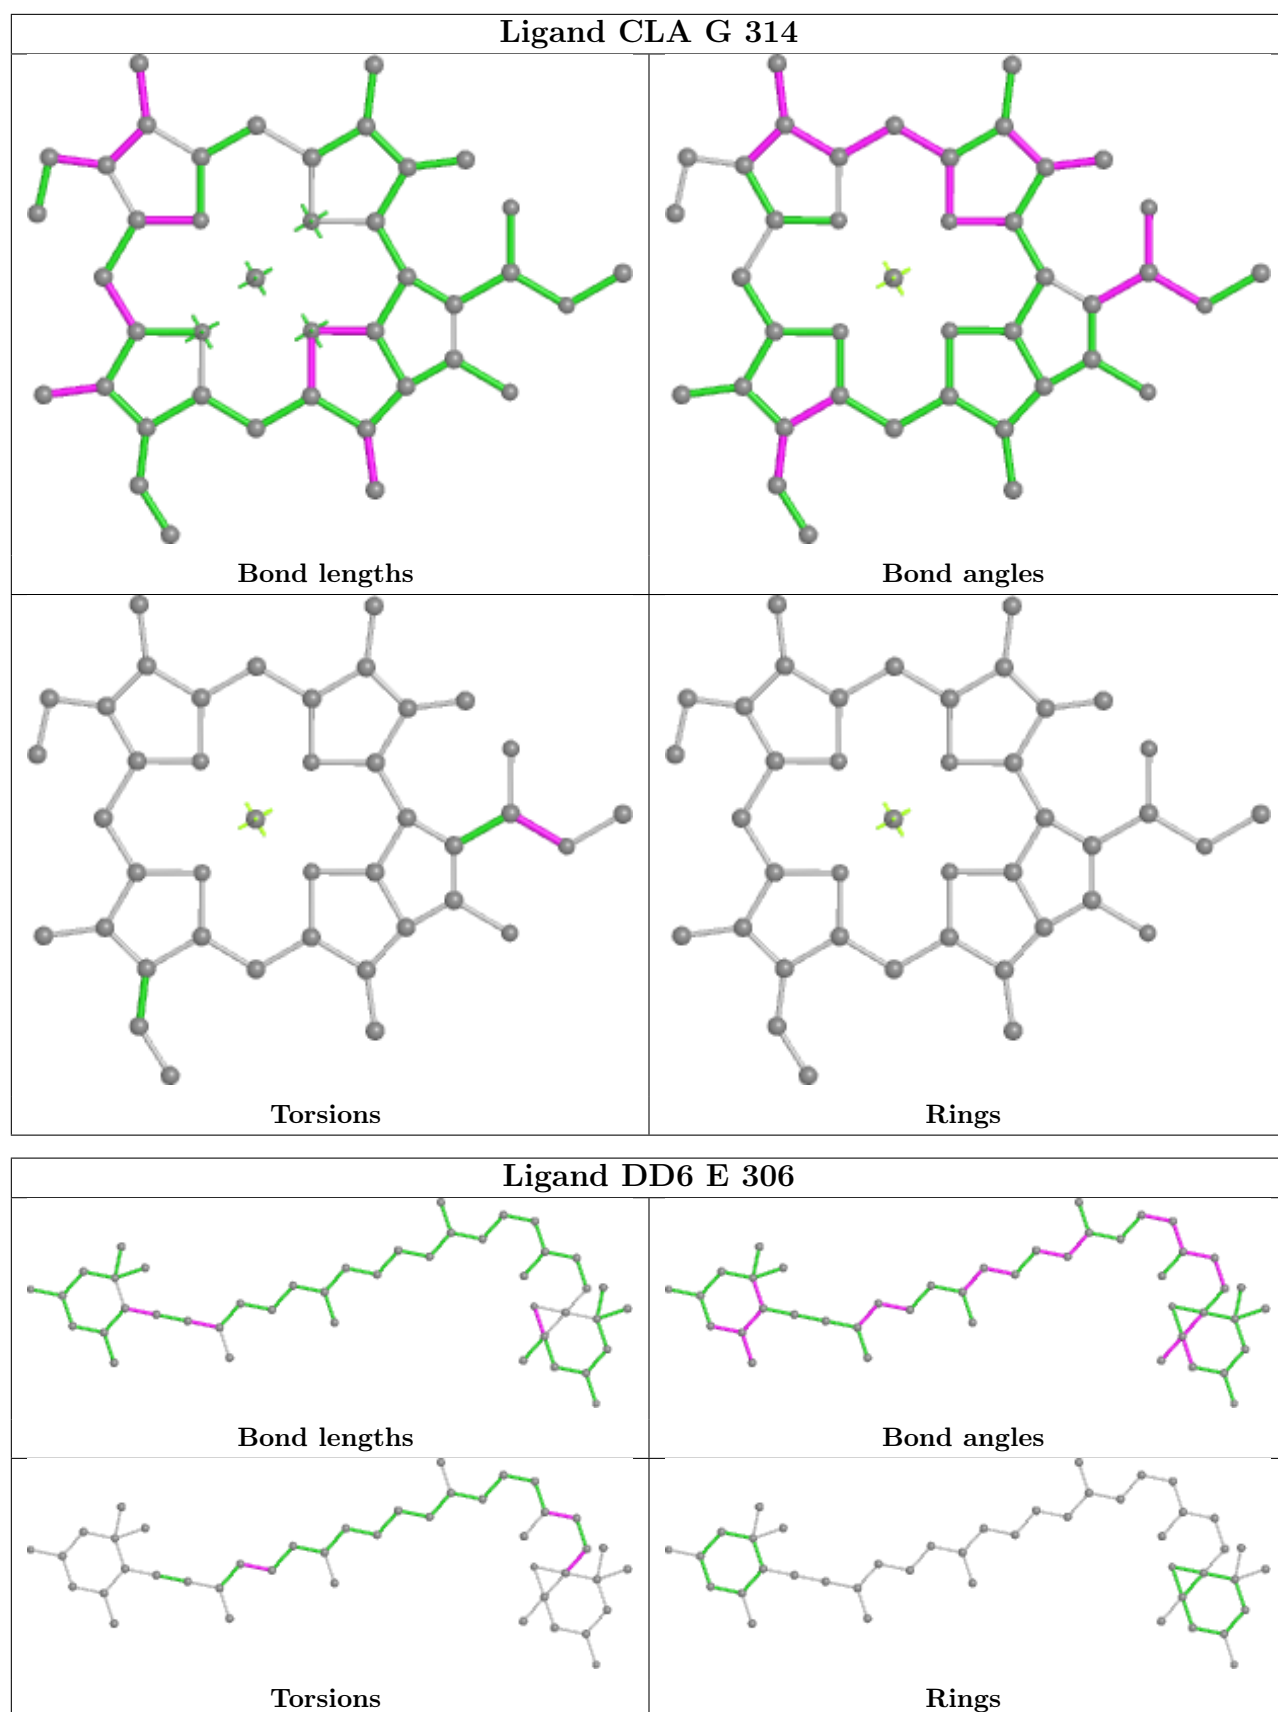 Ligand CLA G 314
Bond lengths
Bond angles
Torsions
Rings
Ligand DD6 E 306
Bond lengths
Bond angles
Torsions
Rings